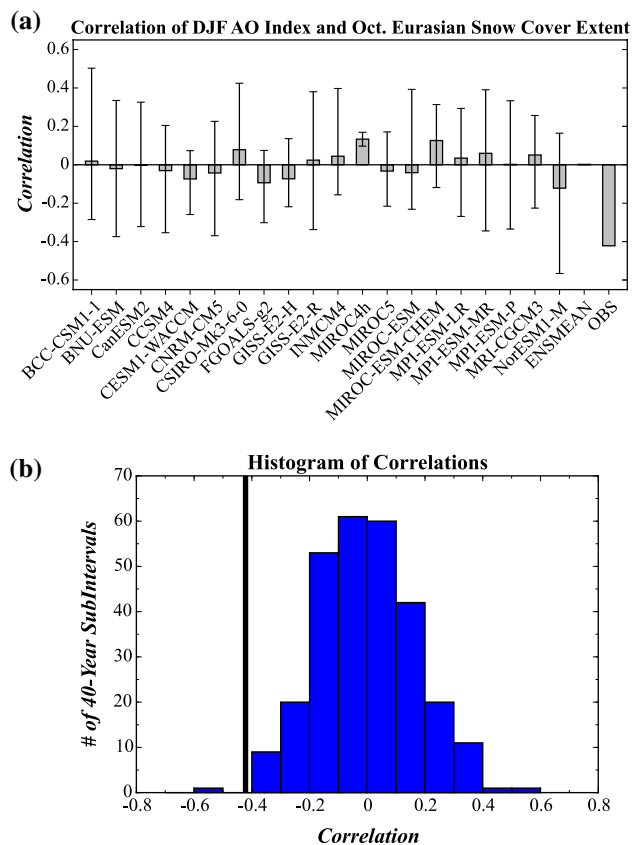 (a) Correlation of DJF AO Index and Oct. Eurasian Snow Cover Extent
0.6
0.4
0.2
0
-0.2
-0.4
-0.6
Correlation
BCC-CSM1-1
BNU-ESM
CanESM2
CCSM4
CESM1-WACCM
CNRM-CM5
CSIRO-Mk3-6-0
FGOALS-g2
GISS-E2-H
GISS-E2-R
INMCM4
MIROC4h
MIROC5
MIROC-ESM
MIROC-ESM-CHEM
MPI-ESM-LR
MPI-ESM-MR
MPI-ESM-P
MRI-CGCM3
NorESM1-M
ENSMEAN
OBS
(b) Histogram of Correlations
70
60
50
40
30
20
10
0
# of 40-Year SubIntervals
-0.8 -0.6 -0.4 -0.2 0 0.2 0.4 0.6 0.8
Correlation